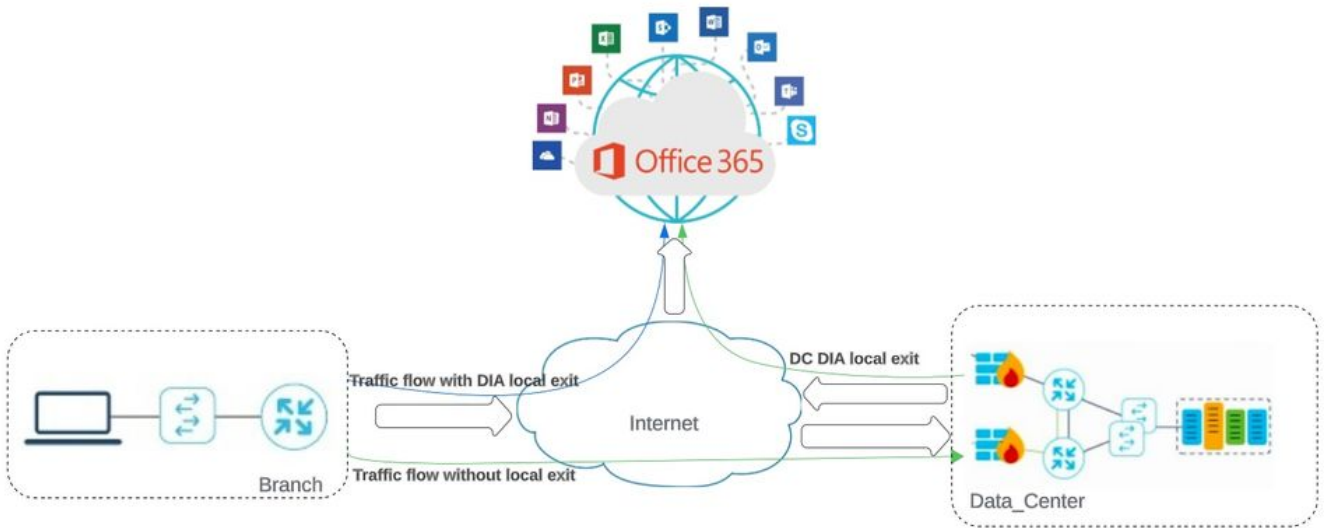 Office 365
DC DIA local exit
Traffic flow with DIA local exit
Internet
Traffic flow without local exit
Branch
Data_Center